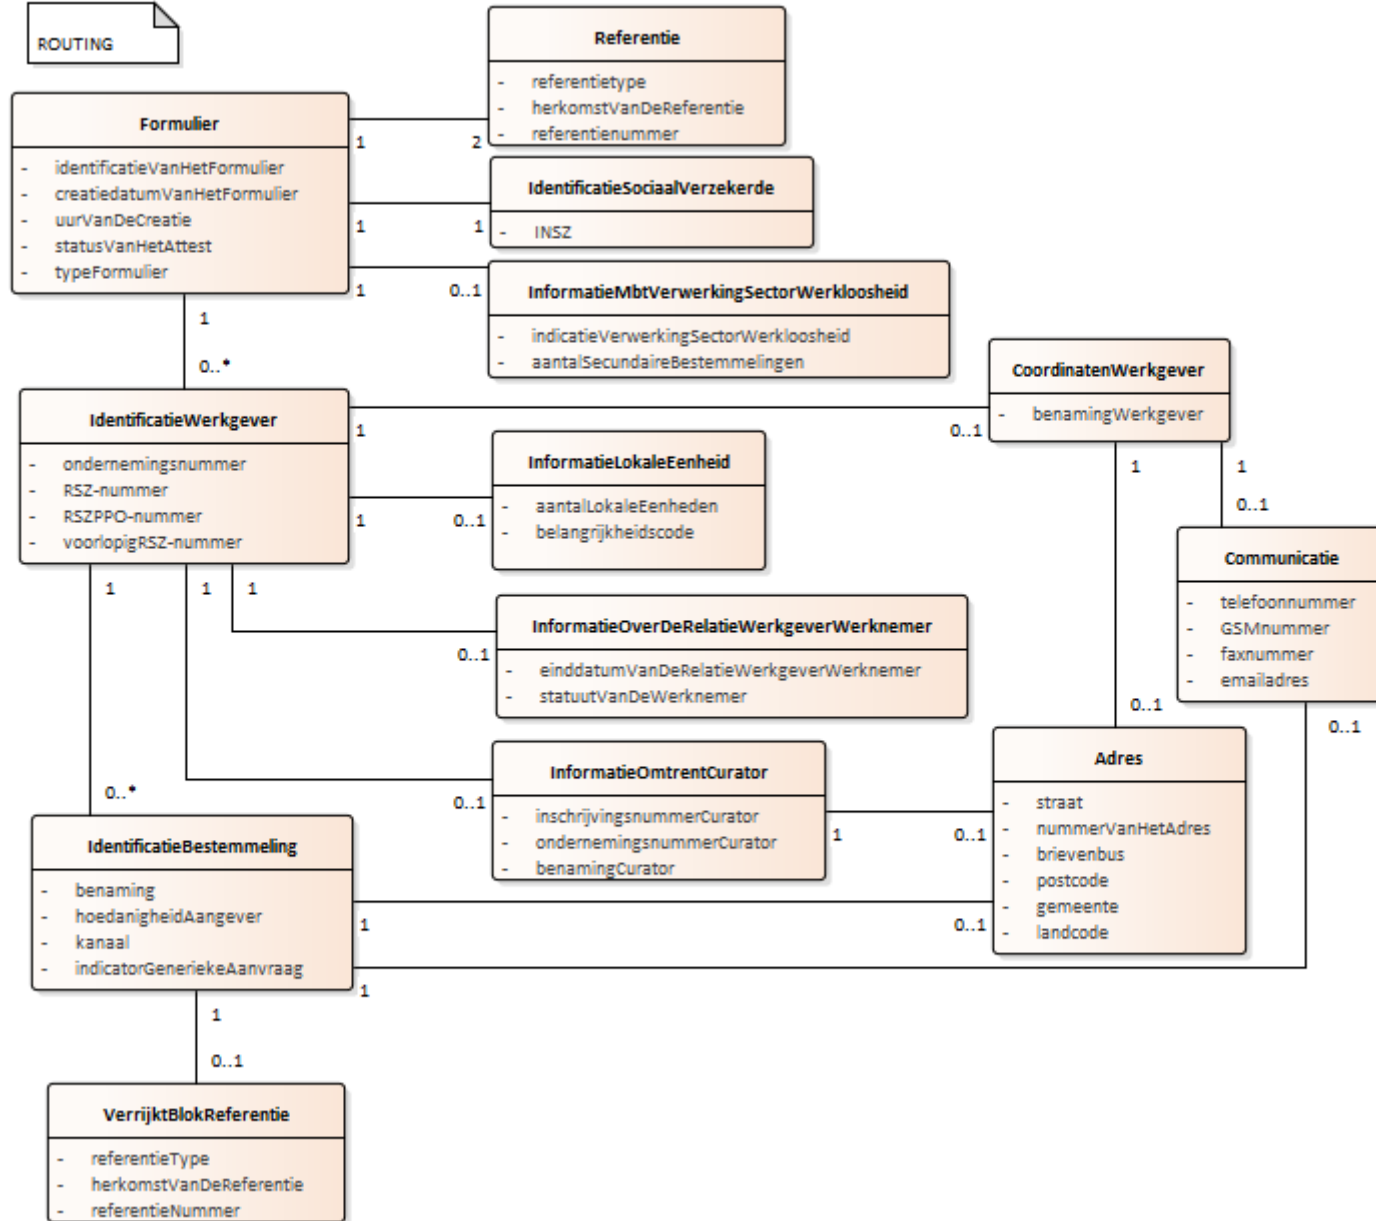 ROUTING
Referentie
- referentietype
- herkomstVanDeReferentie
- referentienummer
Formulier
- identificatieVanHetFormulier
- creatiedatumVanHetFormulier
- uurVanDeCreatie
- statusVanHetAttest
- typeFormulier
1
2
IdentificatieSociaalVerzekerde
- INSZ
1
1
InformatieMbtVerwerkingSectorWerkloosheid
- indicatieVerwerkingSectorWerkloosheid
- aantalSecundaireBestemmelingen
1
0..1
1
0..*
CoordinatenWerkgever
- benamingWerkgever
IdentificatieWerkgever
- ondernemingsnummer
- RSZ-nummer
- RSZPPO-nummer
- voorlopigRSZ-nummer
1
0..1
InformatieLokaleEenheid
- aantalLokaleEenheden
- belangrijkheidscode
1
0..1
1
1
0..1
Communicatie
- telefoonnummer
- GSMnummer
- faxnummer
- emailadres
1
1
1
InformatieOverDeRelatieWerkgeverWerknemer
- einddatumVanDeRelatieWerkgeverWerknemer
- statuutVanDeWerknemer
0..1
0..1
0..1
InformatieOmtrentCurator
- inschrijvingsnummerCurator
- ondernemingsnummerCurator
- benamingCurator
0..1
Adres
- straat
- nummerVanHetAdres
- brievenbus
- postcode
- gemeente
- landcode
1
0..1
0..*
IdentificatieBestemmeling
- benaming
- hoedanigheidAangever
- kanaal
- indicatorGeneriekeAanvraag
1
0..1
1
1
0..1
VerrijktBlokReferentie
- referentieType
- herkomstVanDeReferentie
- referentieNummer